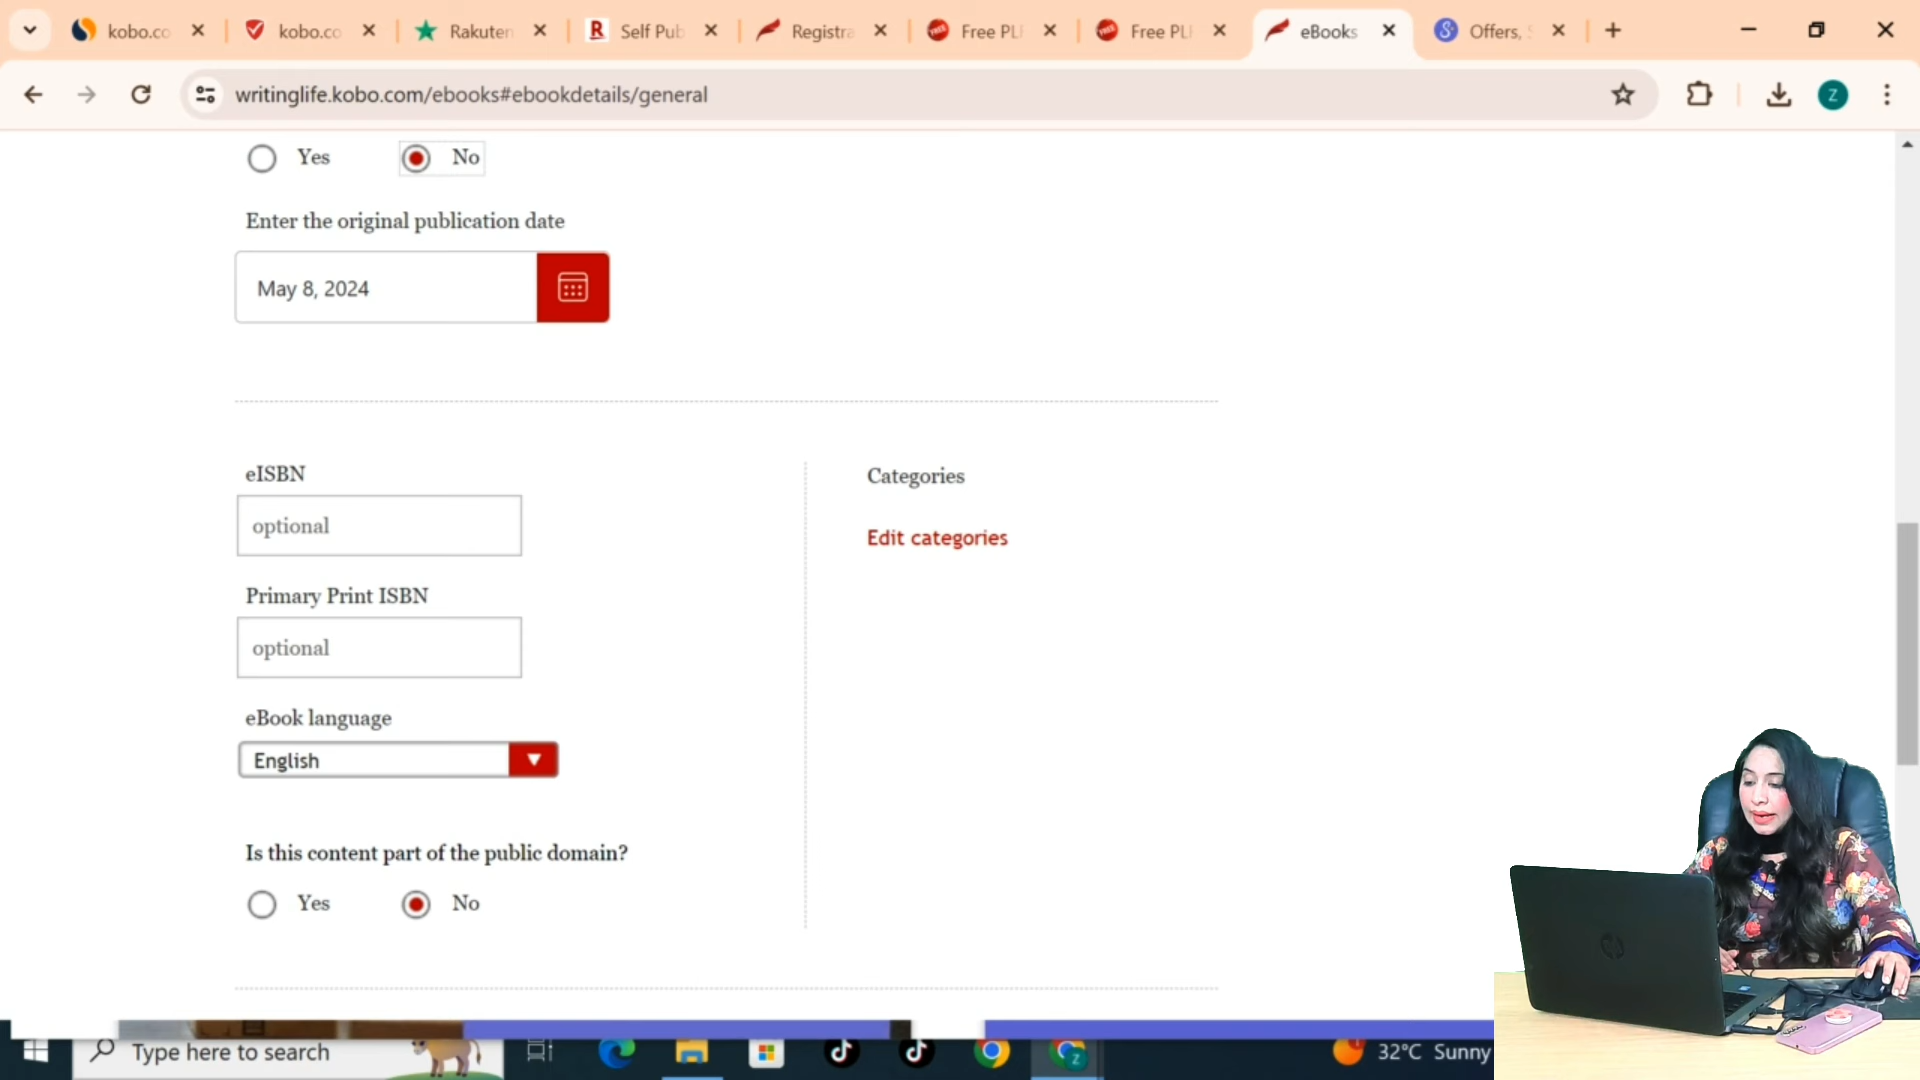 kobo.co
kobo.co
Rakuten
Self Pub
Registra
Free PL
Free PL
eBooks
Offers,
writinglife.kobo.com/ebooks#ebookdetails/general
Z
Yes
No
Enter the original publication date
May 8, 2024
eISBN
optional
Categories
Edit categories
Primary Print ISBN
optional
eBook language
English
Is this content part of the public domain?
Yes
No
Type here to search
32°C Sunny